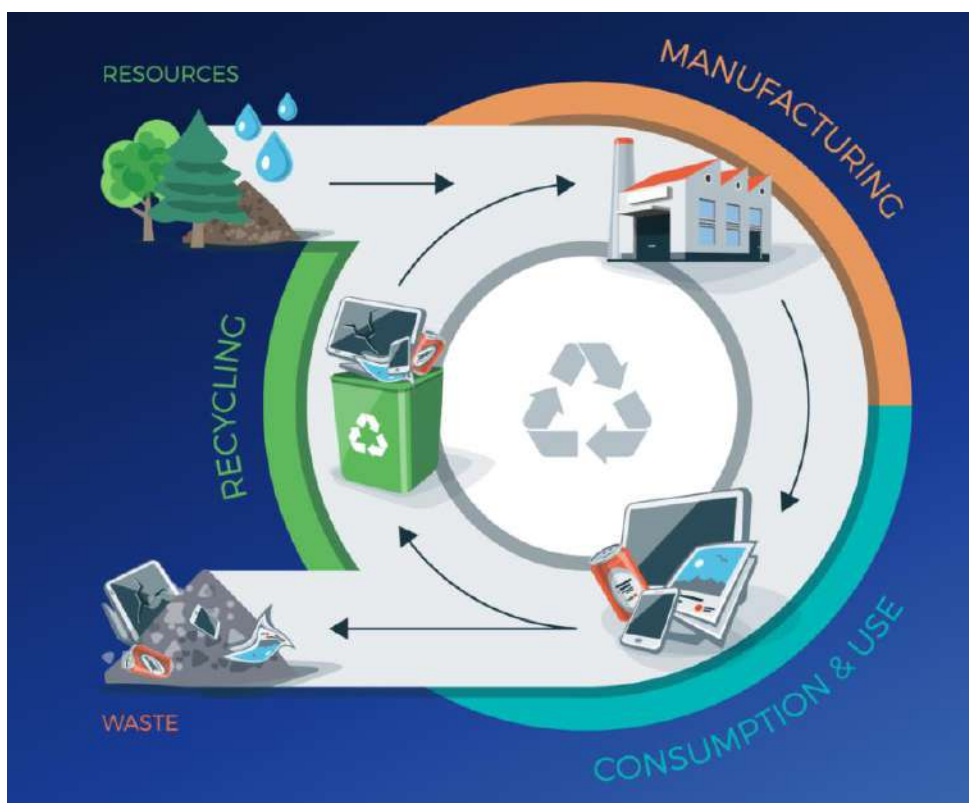 RESOURCES
MANUFACTURING
RECYCLING
WASTE
CONSUMPTION & USE